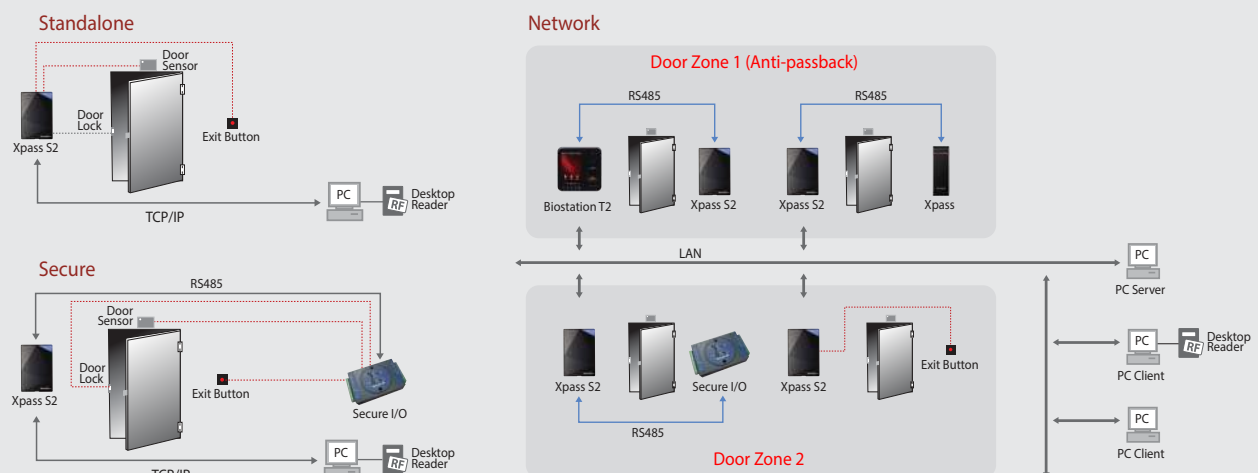 Standalone
Door
Sensor
Door
Lock
Xpass S2
Exit Button
TCP/IP
PC
RF
Desktop
Reader
Secure
RS485
Door
Sensor
Door
Lock
Xpass S2
Exit Button
Secure I/O
TCP/IP
PC
RF
Desktop
Reader
Network
Door Zone 1 (Anti-passback)
RS485
RS485
Biostation T2
Xpass S2
Xpass S2
Xpass
LAN
PC
PC Server
Xpass S2
Secure I/O
RS485
Xpass S2
Exit Button
Door Zone 2
PC
RF
Desktop
Reader
PC Client
PC
PC Client